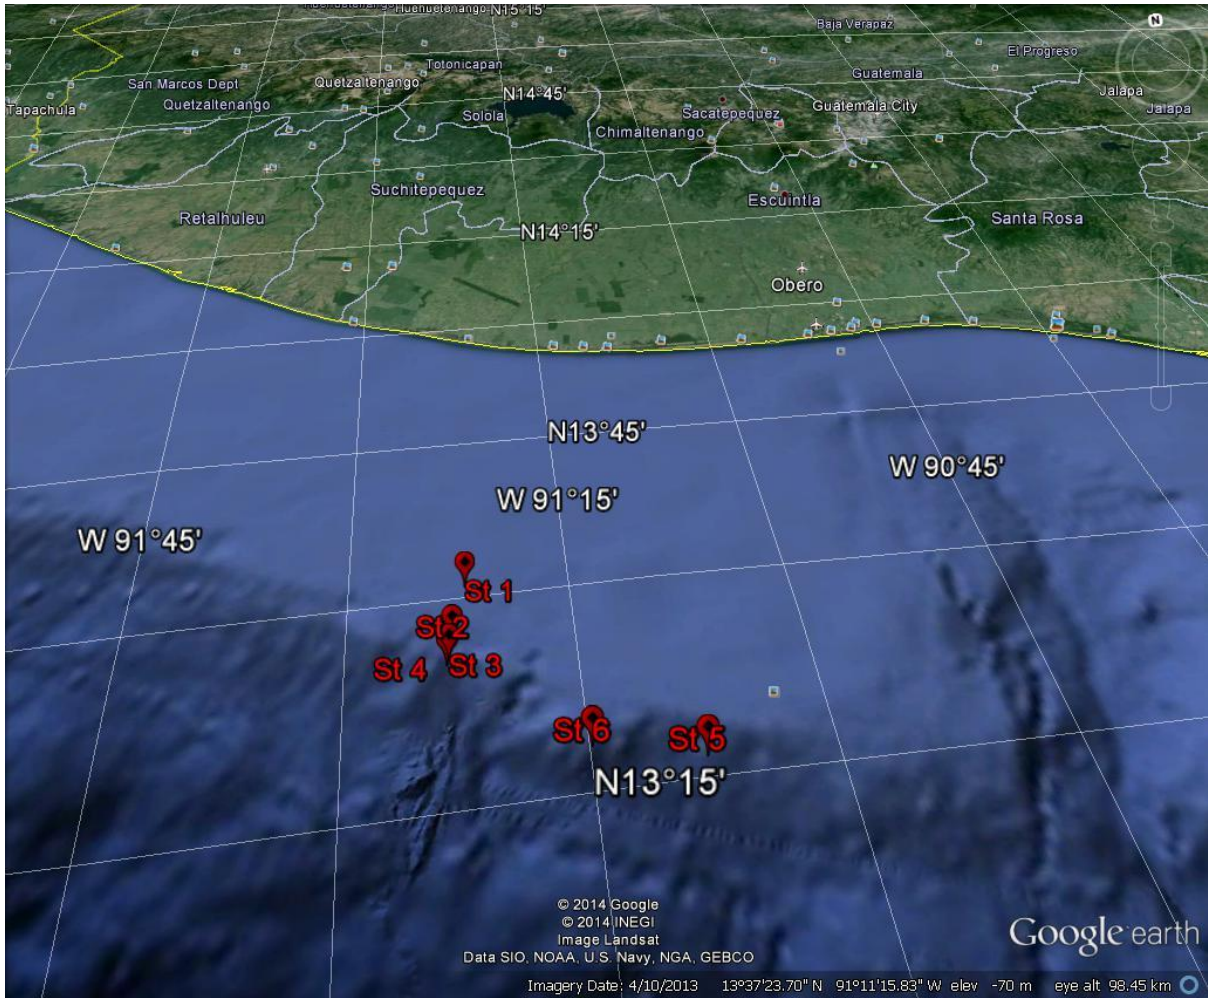 Huehuetenango
Huehuetenango
N15°15'
Baja Verapaz
El Progreso
Totonicapan
San Marcos Dept
Quetzaltenango
Guatemala
N14°45'
Jalapa
Tapachula
Quetzaltenango
Solola
Sacatepequez
Guatemala City
Jalapa
Chimaltenango
Suchitepequez
Escuintla
Retalhuleu
Santa Rosa
N14°15'
Obero
N13°45'
W 90°45'
W 91°15'
W 91°45'
St 1
St 2
St 4
St 3
St 6
St 5
N13°15'
© 2014 Google
© 2014 INEGI
Image Landsat
Data SIO, NOAA, U.S. Navy, NGA, GEBCO
Google earth
Imagery Date: 4/10/2013 13°37'23.70" N 91°11'15.83" W elev -70 m eye alt 98.45 km
N